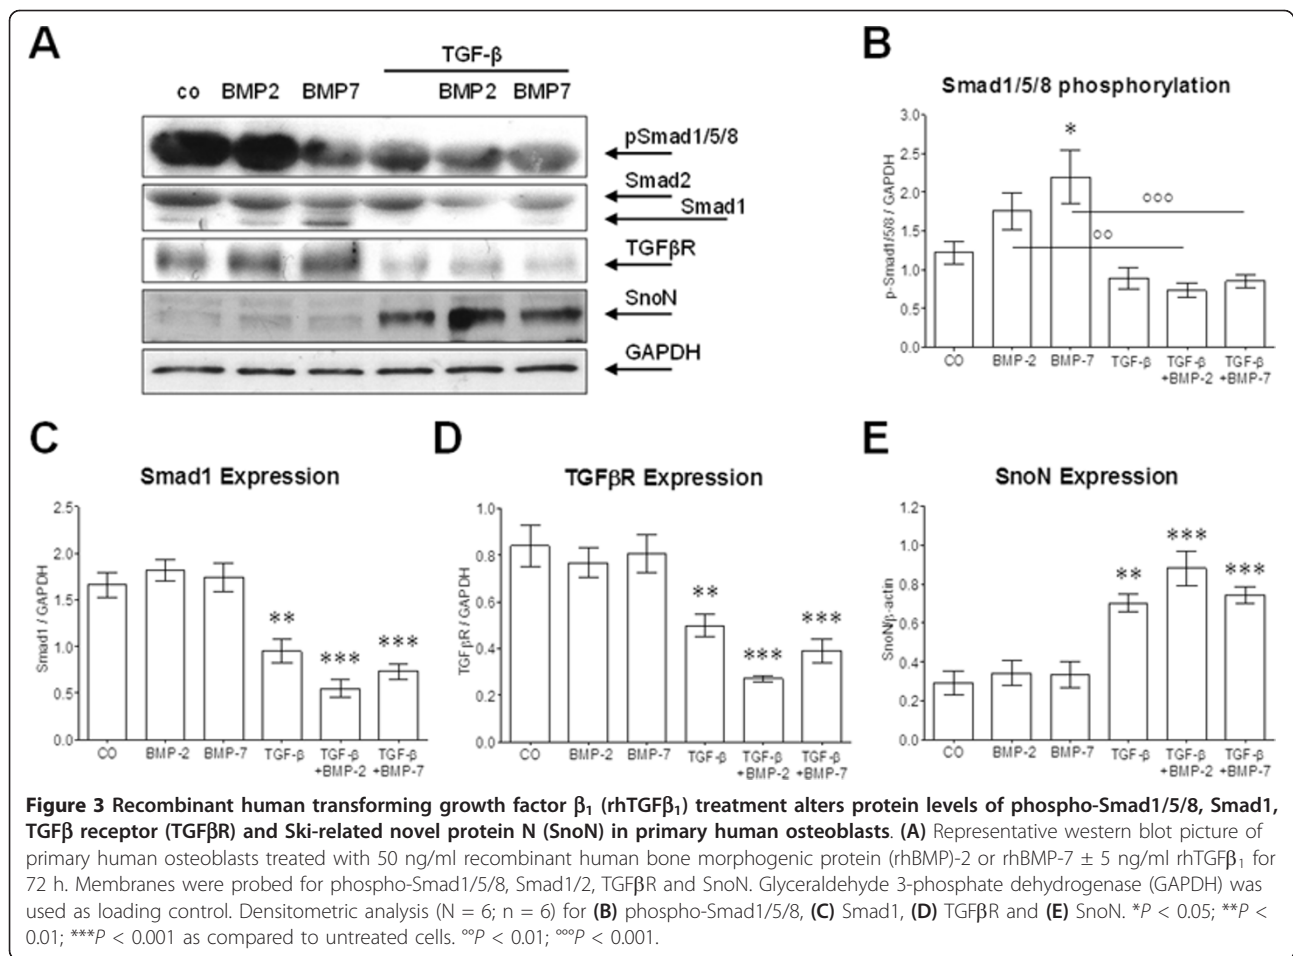 A
TGF-β
co BMP2 BMP7 BMP2 BMP7
pSmad1/5/8
Smad2
Smad1
TGFβR
SnoN
GAPDH
B
Smad1/5/8 phosphorylation
p-Smad1/5/8 / GAPDH
3.0
2.5
2.0
1.5
1.0
0.5
0.0
*
°°°
°°
CO BMP-2 BMP-7 TGF-β TGF-β +BMP-2 TGF-β +BMP-7
C
Smad1 Expression
Smad1 / GAPDH
2.5
2.0
1.5
1.0
0.5
0.0
** *** ***
CO BMP-2 BMP-7 TGF-β TGF-β +BMP-2 TGF-β +BMP-7
D
TGFβR Expression
TGFβR / GAPDH
1.0
0.8
0.6
0.4
0.2
0.0
** *** ***
CO BMP-2 BMP-7 TGF-β TGF-β +BMP-2 TGF-β +BMP-7
E
SnoN Expression
SnoN/β-actin
1.2
1.0
0.8
0.6
0.4
0.2
0.0
** *** ***
CO BMP-2 BMP-7 TGF-β TGF-β +BMP-2 TGF-β +BMP-7
Figure 3 Recombinant human transforming growth factor β₁ (rhTGFβ₁) treatment alters protein levels of phospho-Smad1/5/8, Smad1,
TGFβ receptor (TGFβR) and Ski-related novel protein N (SnoN) in primary human osteoblasts. (A) Representative western blot picture of
primary human osteoblasts treated with 50 ng/ml recombinant human bone morphogenic protein (rhBMP)-2 or rhBMP-7 ± 5 ng/ml rhTGFβ₁ for
72 h. Membranes were probed for phospho-Smad1/5/8, Smad1/2, TGFβR and SnoN. Glyceraldehyde 3-phosphate dehydrogenase (GAPDH) was
used as loading control. Densitometric analysis (N = 6; n = 6) for (B) phospho-Smad1/5/8, (C) Smad1, (D) TGFβR and (E) SnoN. *P < 0.05; **P <
0.01; ***P < 0.001 as compared to untreated cells. °°P < 0.01; °°°P < 0.001.